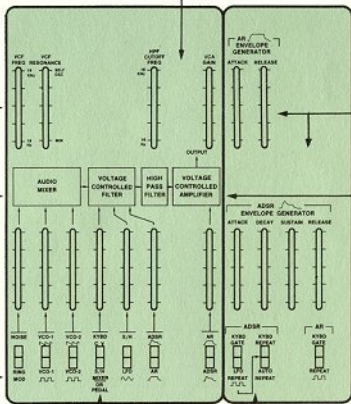 VCF FREQ
VCF RESONANCE
HPF CUTOFF FREQ
VCA GAIN
AR ENVELOPE GENERATOR
ATTACK RELEASE
OUTPUT
AUDIO MIXER
VOLTAGE CONTROLLED FILTER
HIGH PASS FILTER
VOLTAGE CONTROLLED AMPLIFIER
ADSR ENVELOPE GENERATOR
ATTACK DECAY SUSTAIN RELEASE
ADSR
AR
NOISE VCO-1 VCO-2 KYBD S/H ADSR AR
RING MOD
VCO-1
VCO-2
S/H MIXER OR PEDAL
LFO
AR
ADSR
KYBD GATE
LFO REPEAT
KYBD REPEAT
AUTO REPEAT
KYBD GATE
REPEAT